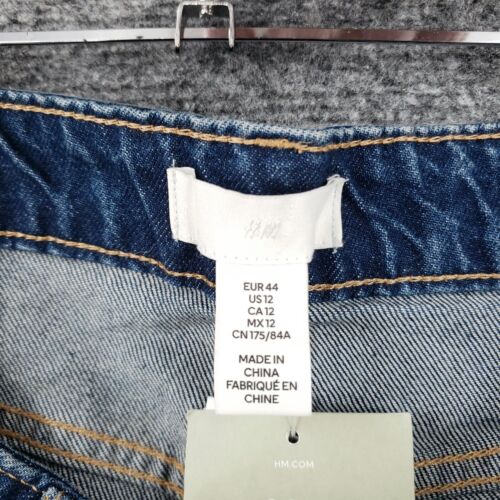 H&M
EUR 44
US 12
CA 12
MX 12
CN 175/84A
MADE IN
CHINA
FABRIQUÉ EN
CHINE
HM.COM